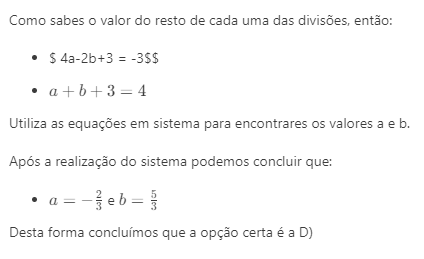 Como sabes o valor do resto de cada uma das divisões, então:
• $ 4a-2b+3 = -3$$
• a + b + 3 = 4
Utiliza as equações em sistema para encontrares os valores a e b.
Após a realização do sistema podemos concluir que:
• a = −2/3 e b = 5/3
Desta forma concluímos que a opção certa é a D)